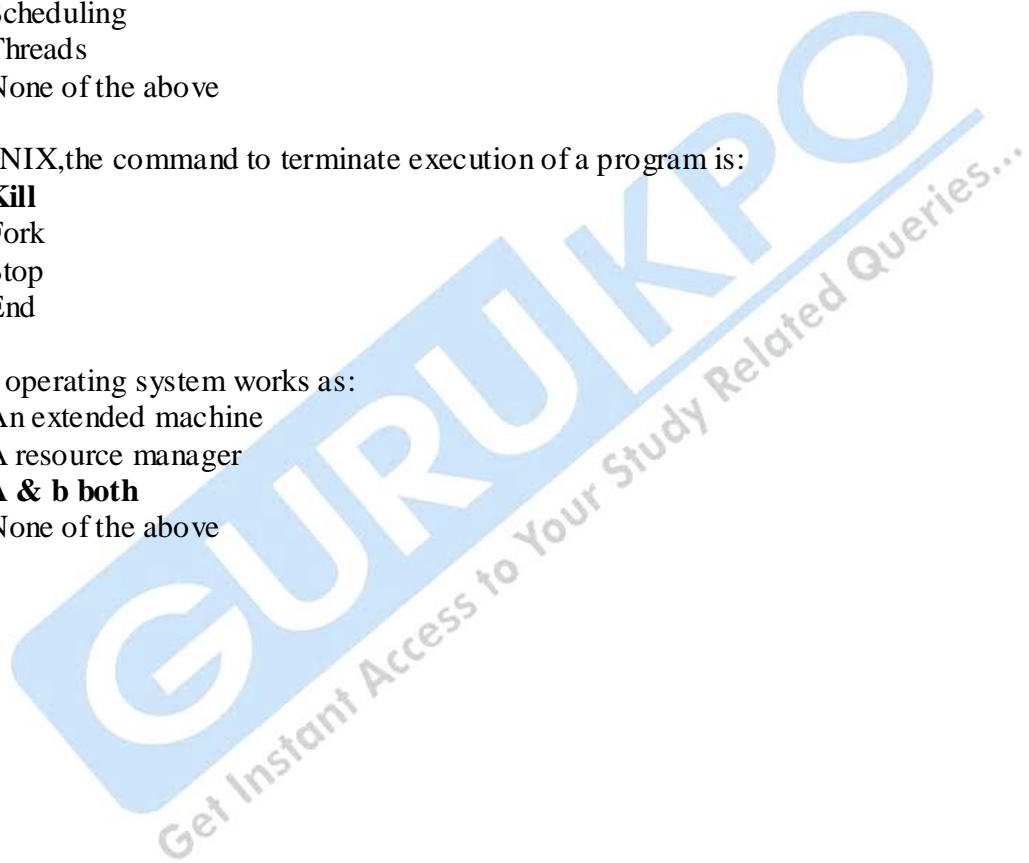 cheduling
Threads
None of the above
NIX,the command to terminate execution of a program is:
Kill
Fork
Stop
End
operating system works as:
An extended machine
A resource manager
A & b both
None of the above
GURUKPO
Get Instant Access to Your Study Related Queries...